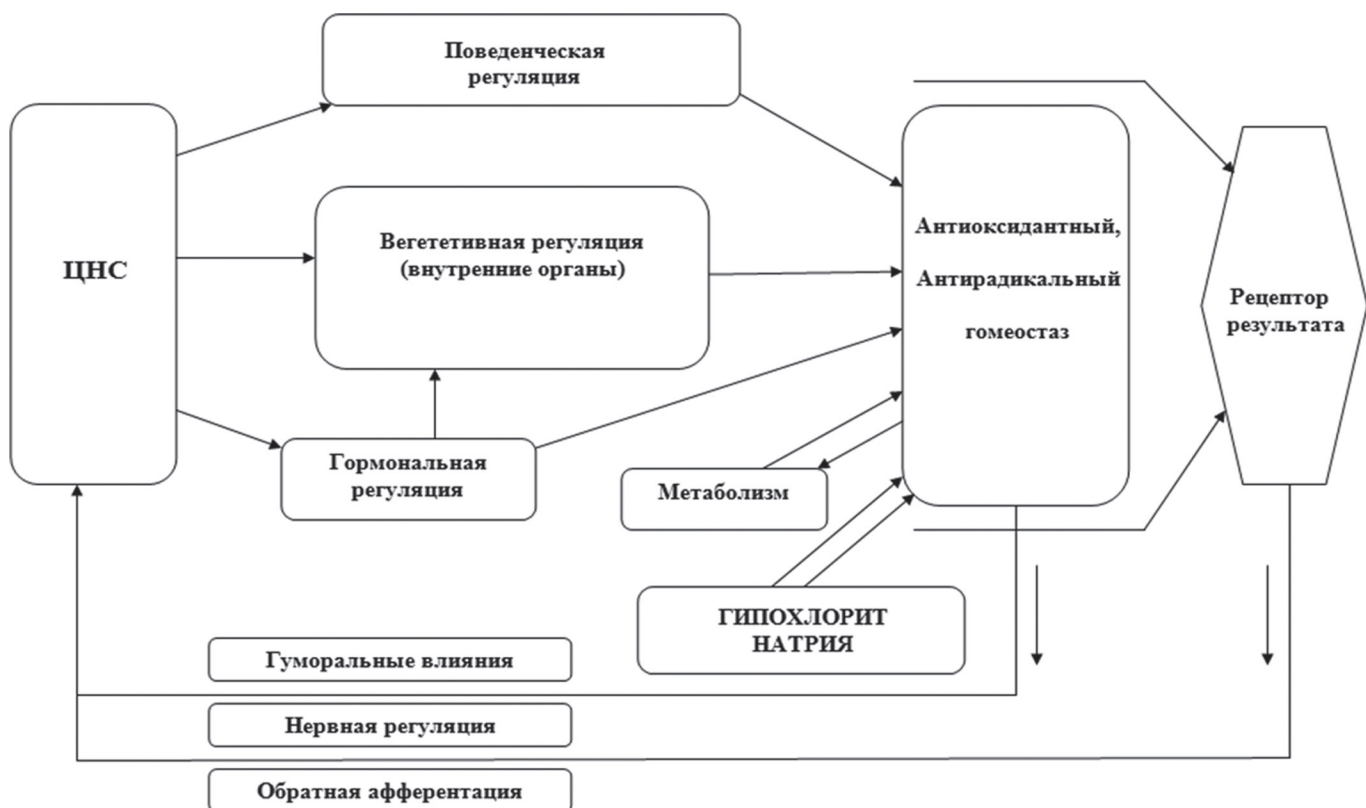 Поведенческая
регуляция
ЦНС
Вегететивная регуляция
(внутренние органы)
Антиоксидантный,
Антирадикальный
гомеостаз
Рецептор
результата
Гормональная
регуляция
Метаболизм
ГИПОХЛОРИТ
НАТРИЯ
Гуморальные влияния
Нервная регуляция
Обратная афферентация